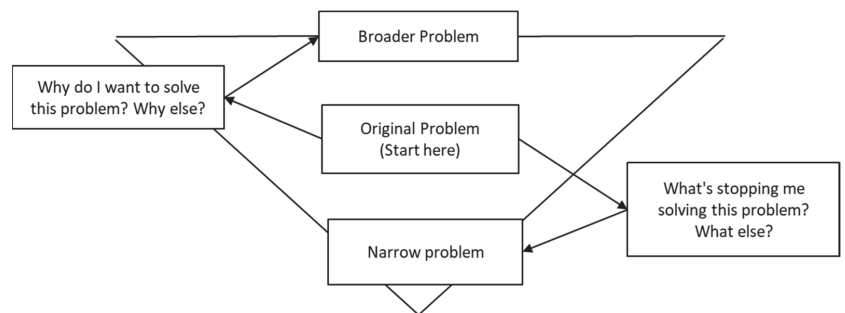 Broader Problem
Why do I want to solve
this problem? Why else?
Original Problem
(Start here)
What's stopping me
solving this problem?
What else?
Narrow problem